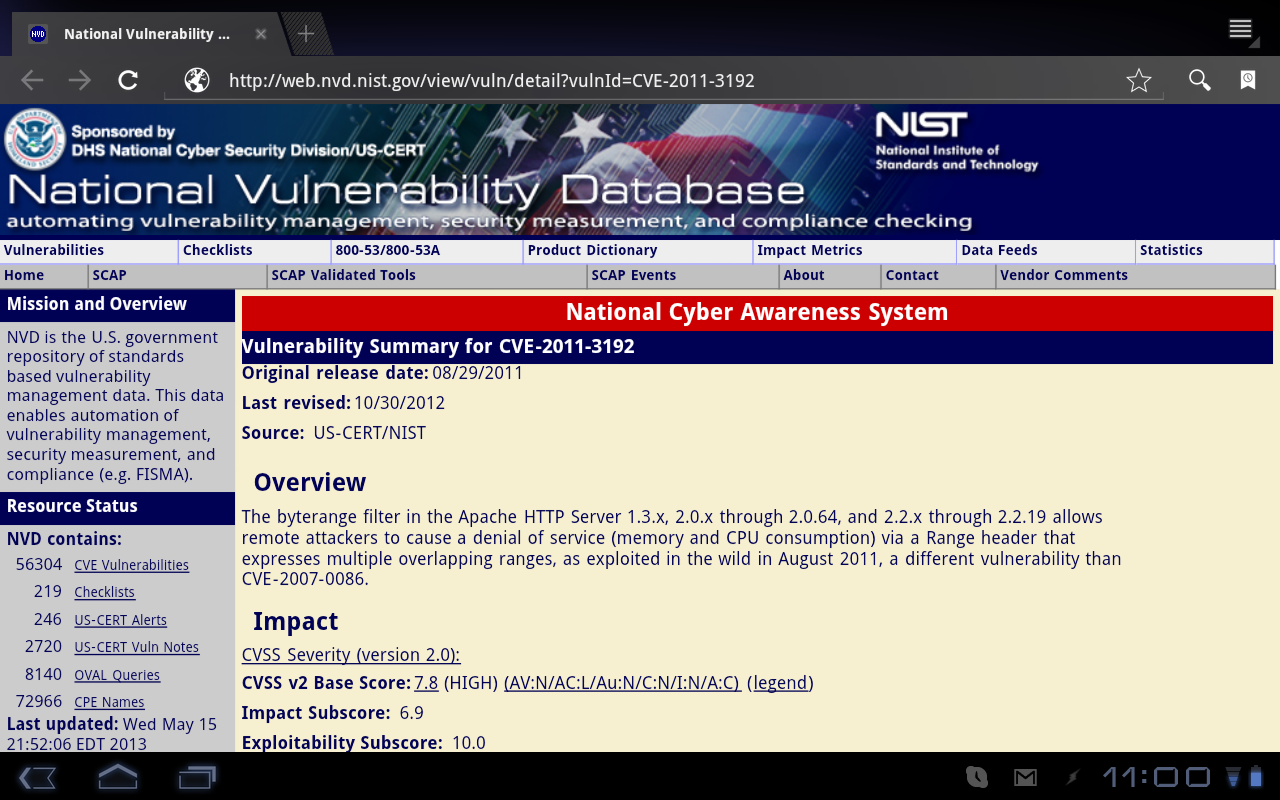 NVD National Vulnerability ...
http://web.nvd.nist.gov/view/vuln/detail?vulnId=CVE-2011-3192
Sponsored by
DHS National Cyber Security Division/US-CERT
NIST
National Institute of
Standards and Technology
National Vulnerability Database
automating vulnerability management, security measurement, and compliance checking
Vulnerabilities Checklists 800-53/800-53A Product Dictionary Impact Metrics Data Feeds Statistics
Home SCAP SCAP Validated Tools SCAP Events About Contact Vendor Comments
Mission and Overview
NVD is the U.S. government
repository of standards
based vulnerability
management data. This data
enables automation of
vulnerability management,
security measurement, and
compliance (e.g. FISMA).
Resource Status
NVD contains:
56304 CVE Vulnerabilities
219 Checklists
246 US-CERT Alerts
2720 US-CERT Vuln Notes
8140 OVAL Queries
72966 CPE Names
Last updated: Wed May 15
21:52:06 EDT 2013
National Cyber Awareness System
Vulnerability Summary for CVE-2011-3192
Original release date: 08/29/2011
Last revised: 10/30/2012
Source: US-CERT/NIST
Overview
The byterange filter in the Apache HTTP Server 1.3.x, 2.0.x through 2.0.64, and 2.2.x through 2.2.19 allows
remote attackers to cause a denial of service (memory and CPU consumption) via a Range header that
expresses multiple overlapping ranges, as exploited in the wild in August 2011, a different vulnerability than
CVE-2007-0086.
Impact
CVSS Severity (version 2.0):
CVSS v2 Base Score: 7.8 (HIGH) (AV:N/AC:L/Au:N/C:N/I:N/A:C) (legend)
Impact Subscore: 6.9
Exploitability Subscore: 10.0
11:00